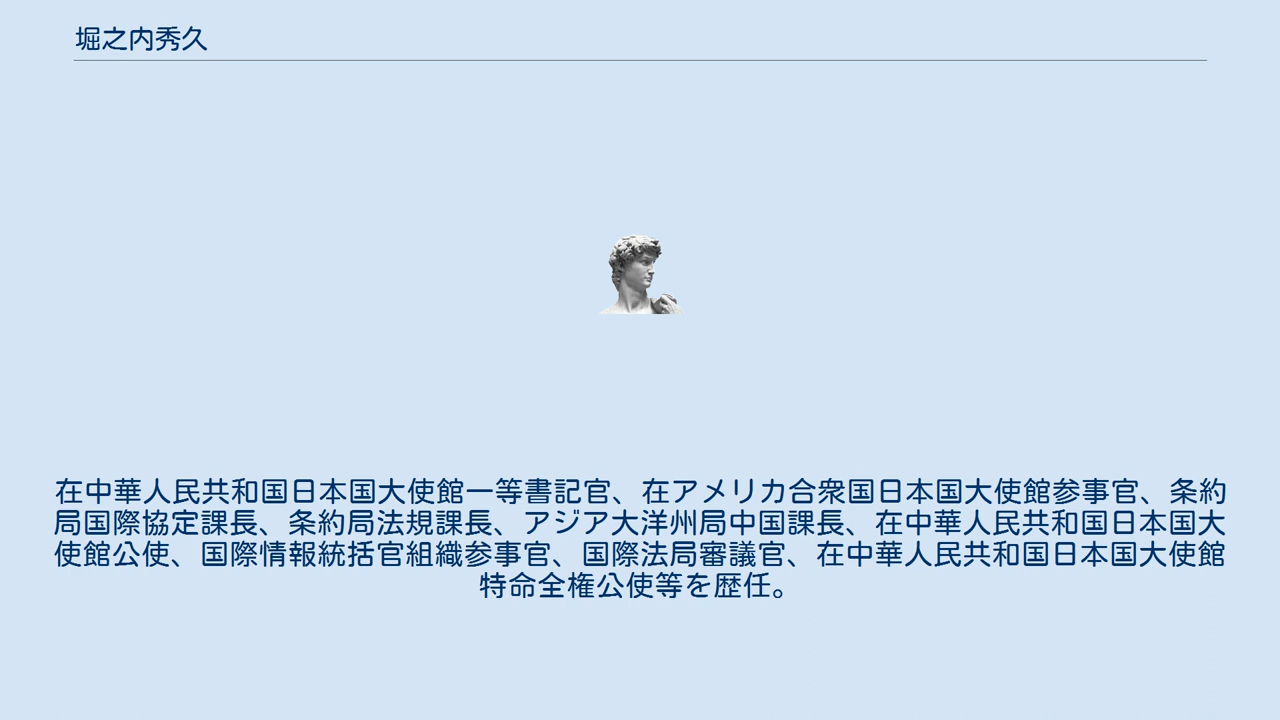 堀之内秀久
在中華人民共和国日本国大使館一等書記官、在アメリカ合衆国日本国大使館参事官、条約
局国際協定課長、条約局法規課長、アジア大洋州局中国課長、在中華人民共和国日本国大
使館公使、国際情報統括官組織参事官、国際法局審議官、在中華人民共和国日本国大使館
特命全権公使等を歴任。